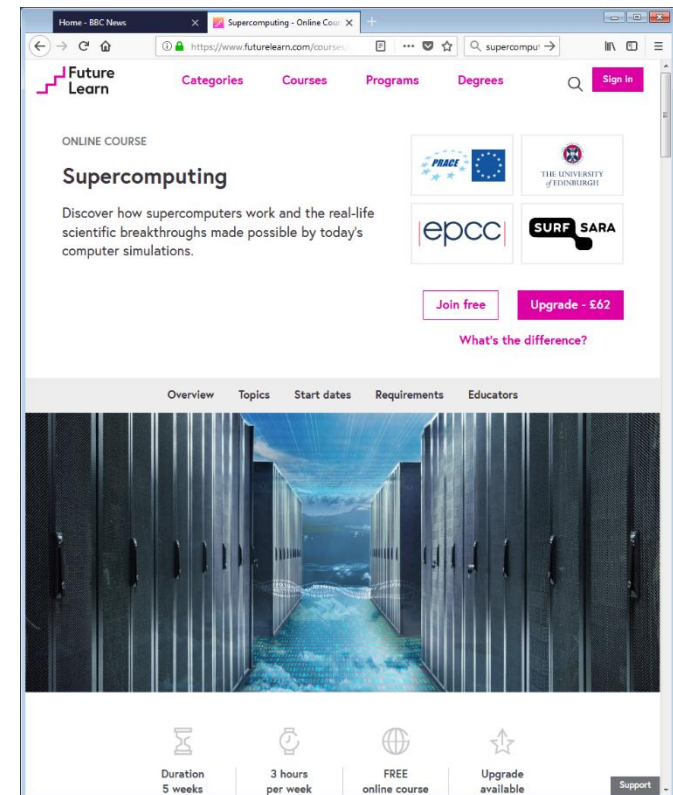 Home - BBC News
Supercomputing - Online Cour
https://www.futurelearn.com/courses/
supercomput
Future
Learn
Categories
Courses
Programs
Degrees
Sign in
ONLINE COURSE
Supercomputing
Discover how supercomputers work and the real-life
scientific breakthroughs made possible by today's
computer simulations.
PRACE
THE UNIVERSITY
of EDINBURGH
epcc
SURF SARA
Join free
Upgrade - £62
What's the difference?
Overview
Topics
Start dates
Requirements
Educators
Duration
5 weeks
3 hours
per week
FREE
online course
Upgrade
available
Support